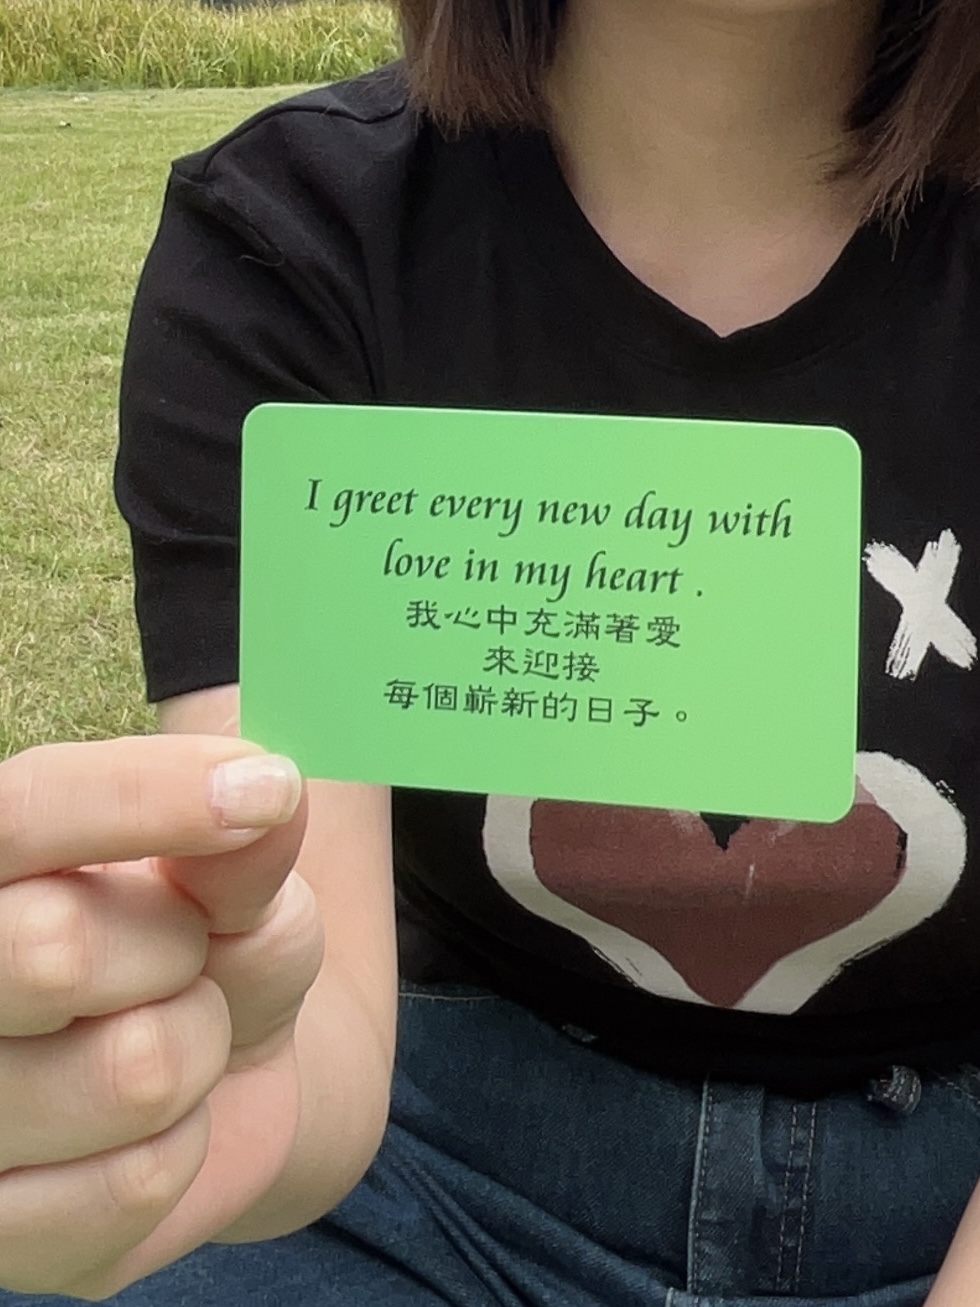 I greet every new day with
love in my heart .
我心中充滿著愛
來迎接
每個嶄新的日子。
X